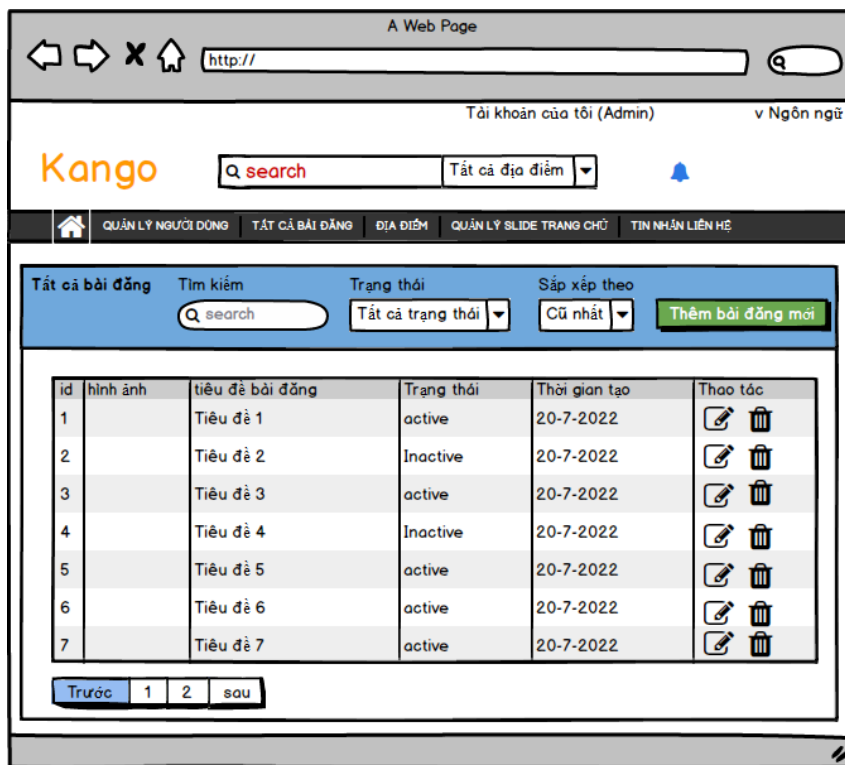 A Web Page
http://
Tài khoản của tôi (Admin) v Ngôn ngữ
Kango search Tất cả địa điểm
QUẢN LÝ NGƯỜI DÙNG TẤT CẢ BÀI ĐĂNG ĐỊA ĐIỂM QUẢN LÝ SLIDE TRANG CHỦ TIN NHẮN LIÊN HỆ
Tất cả bài đăng Tìm kiếm Trạng thái Sắp xếp theo
search Tất cả trạng thái Cũ nhất Thêm bài đăng mới
id hình ảnh tiêu đề bài đăng Trạng thái Thời gian tạo Thao tác
1 Tiêu đề 1 active 20-7-2022
2 Tiêu đề 2 Inactive 20-7-2022
3 Tiêu đề 3 active 20-7-2022
4 Tiêu đề 4 Inactive 20-7-2022
5 Tiêu đề 5 active 20-7-2022
6 Tiêu đề 6 active 20-7-2022
7 Tiêu đề 7 active 20-7-2022
Trước 1 2 sau